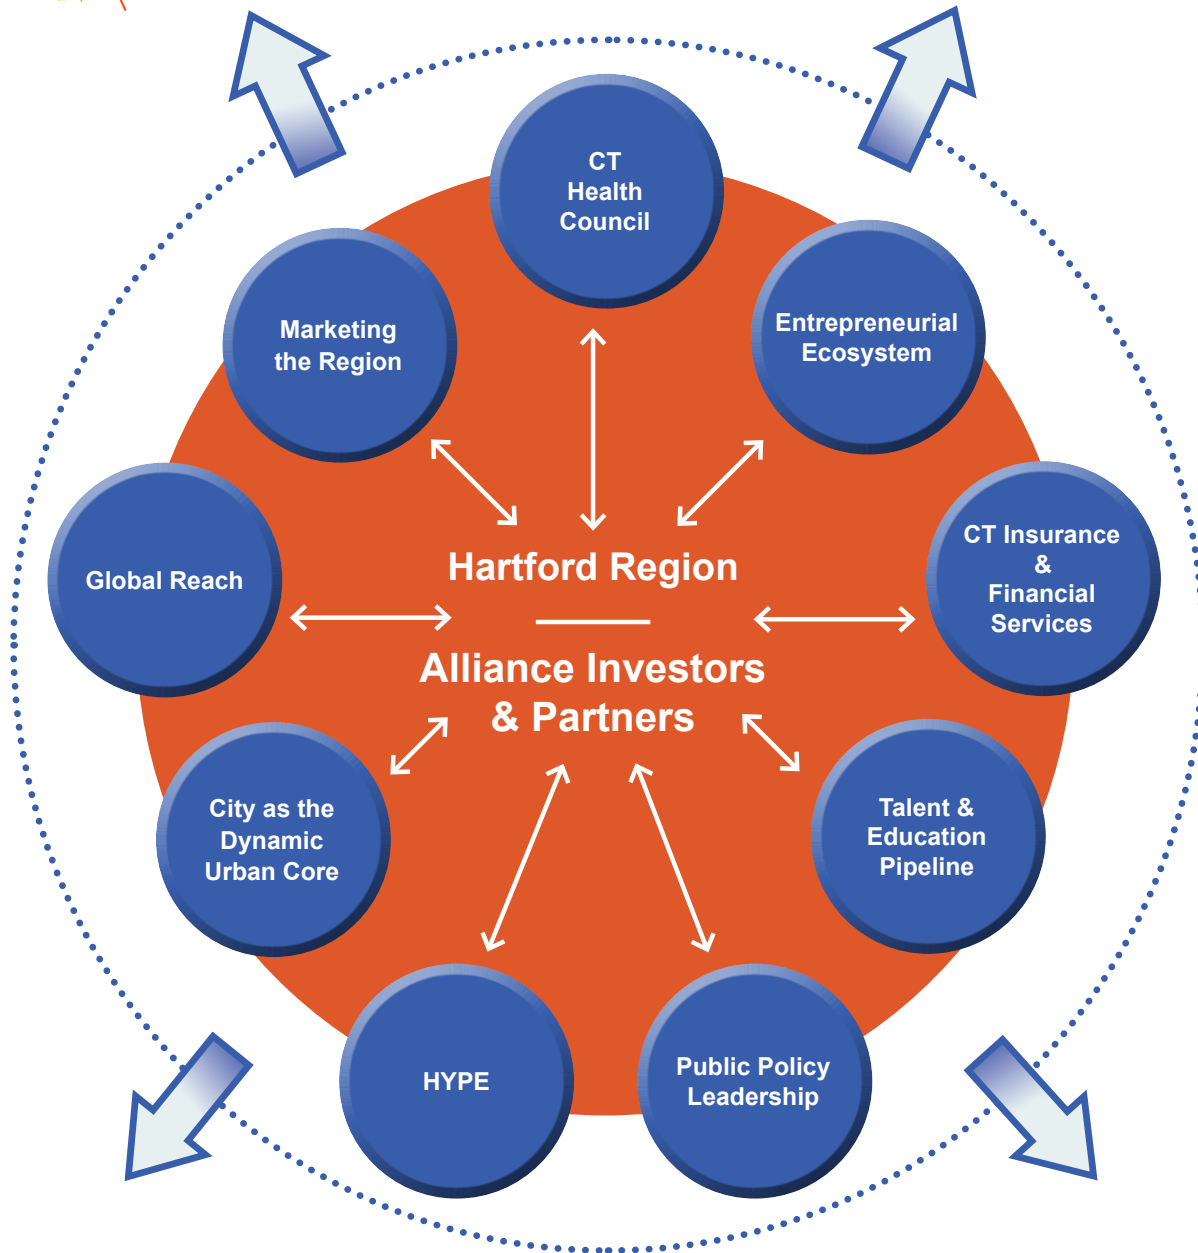 CT
Health
Council
Entrepreneurial
Ecosystem
Marketing
the Region
CT Insurance
&
Financial
Services
Global Reach
Hartford Region
Alliance Investors
& Partners
Talent &
Education
Pipeline
City as the
Dynamic
Urban Core
Public Policy
Leadership
HYPE